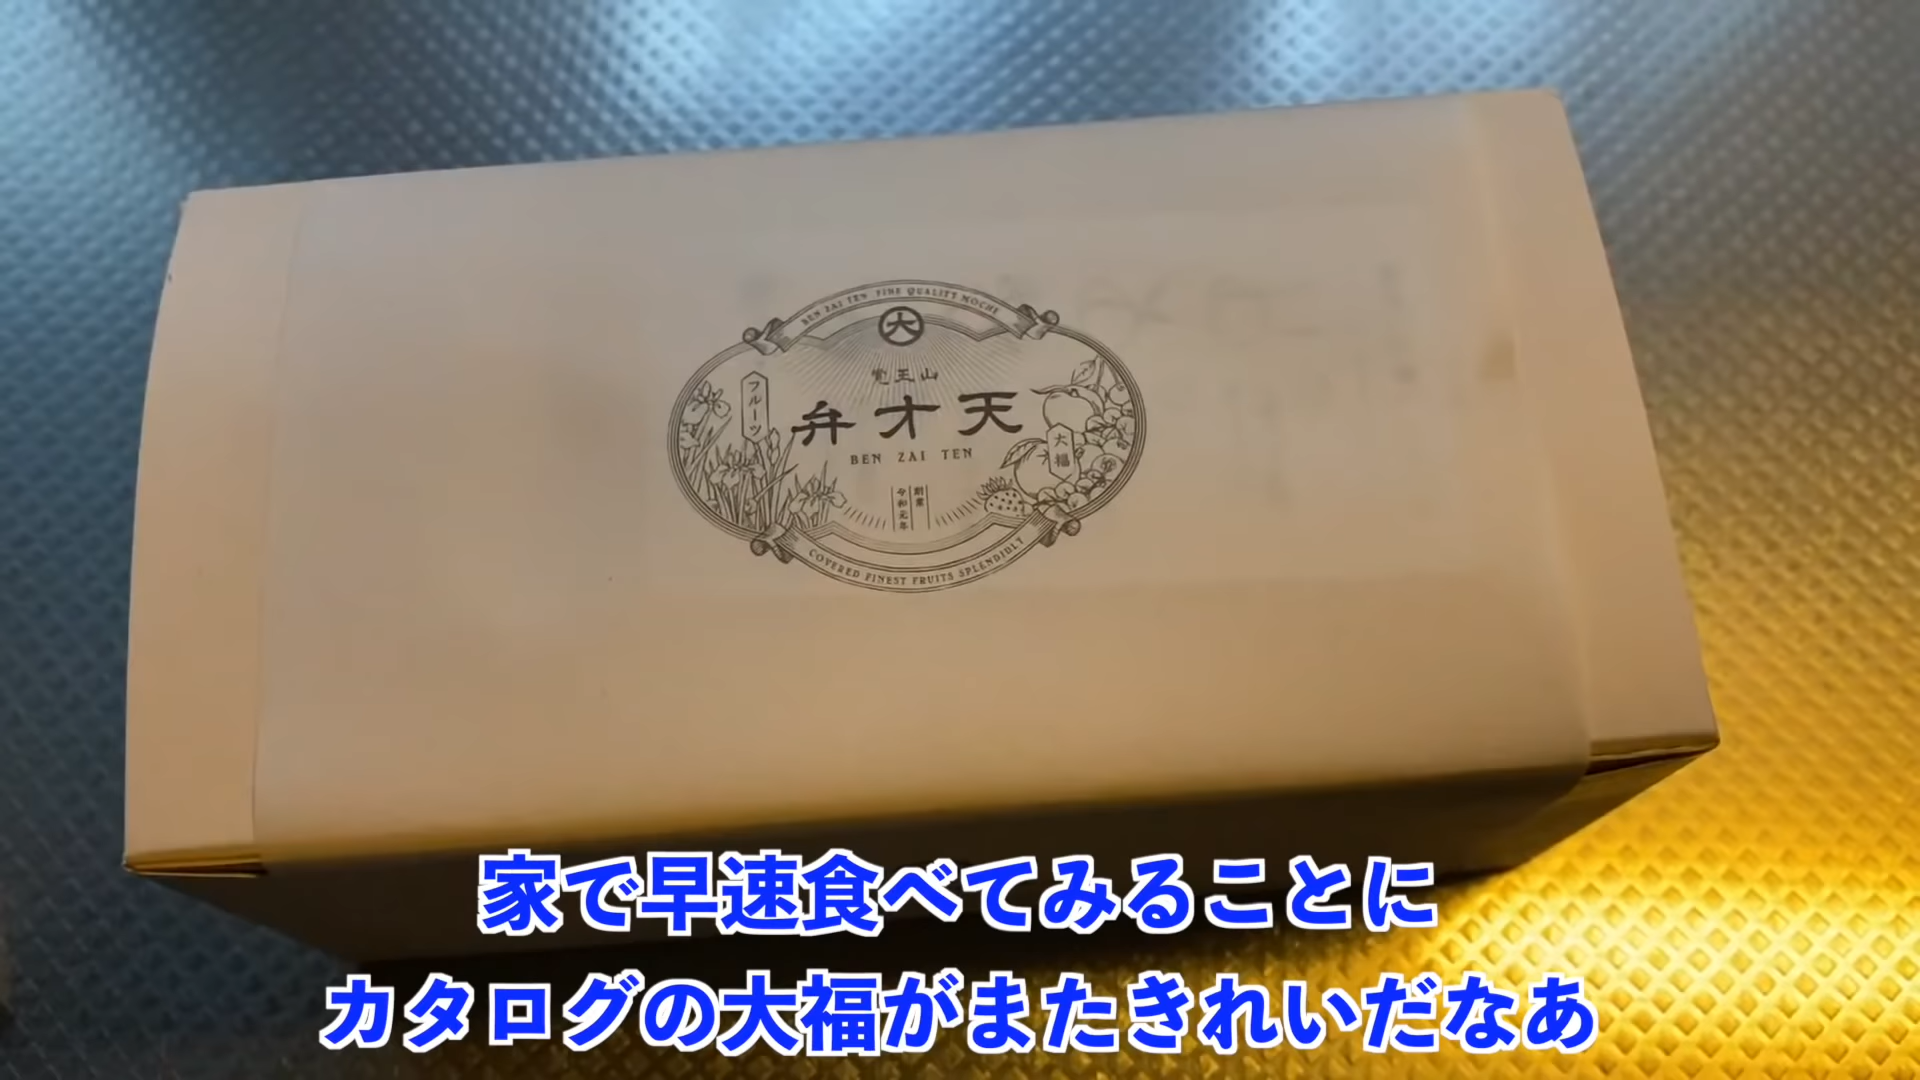 BEN ZAI TEN FINE QUALITY MOCHI
大
覚王山
フルーツ
弁才天
大福
BEN ZAI TEN
創業
令和元年
COVERED FINEST FRUITS SPLENDIDLY
家で早速食べてみることに
カタログの大福がまたきれいだなあ